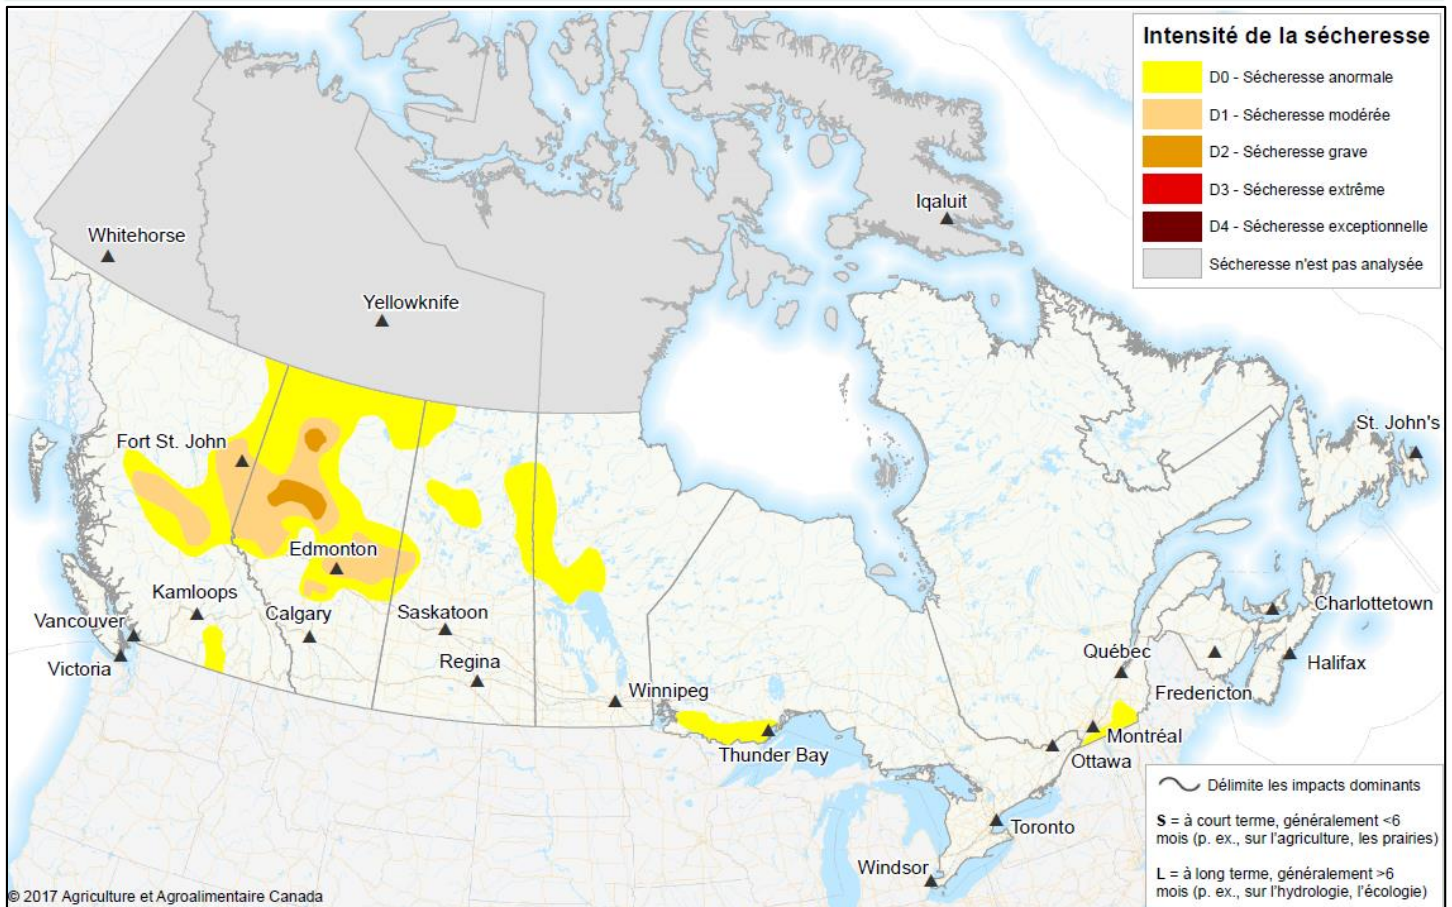 Intensité de la sécheresse
D0 - Sécheresse anormale
D1 - Sécheresse modérée
D2 - Sécheresse grave
D3 - Sécheresse extrême
D4 - Sécheresse exceptionnelle
Sécheresse n'est pas analysée
Iqaluit
Whitehorse
Yellowknife
Fort St. John
St. John's
Edmonton
Kamloops
Calgary
Saskatoon
Charlottetown
Vancouver
Victoria
Regina
Québec
Halifax
Winnipeg
Fredericton
Thunder Bay
Montréal
Ottawa
Toronto
Windsor
Délimite les impacts dominants
S = à court terme, généralement <6
mois (p. ex., sur l'agriculture, les prairies)
L = à long terme, généralement >6
mois (p. ex., sur l'hydrologie, l'écologie)
© 2017 Agriculture et Agroalimentaire Canada